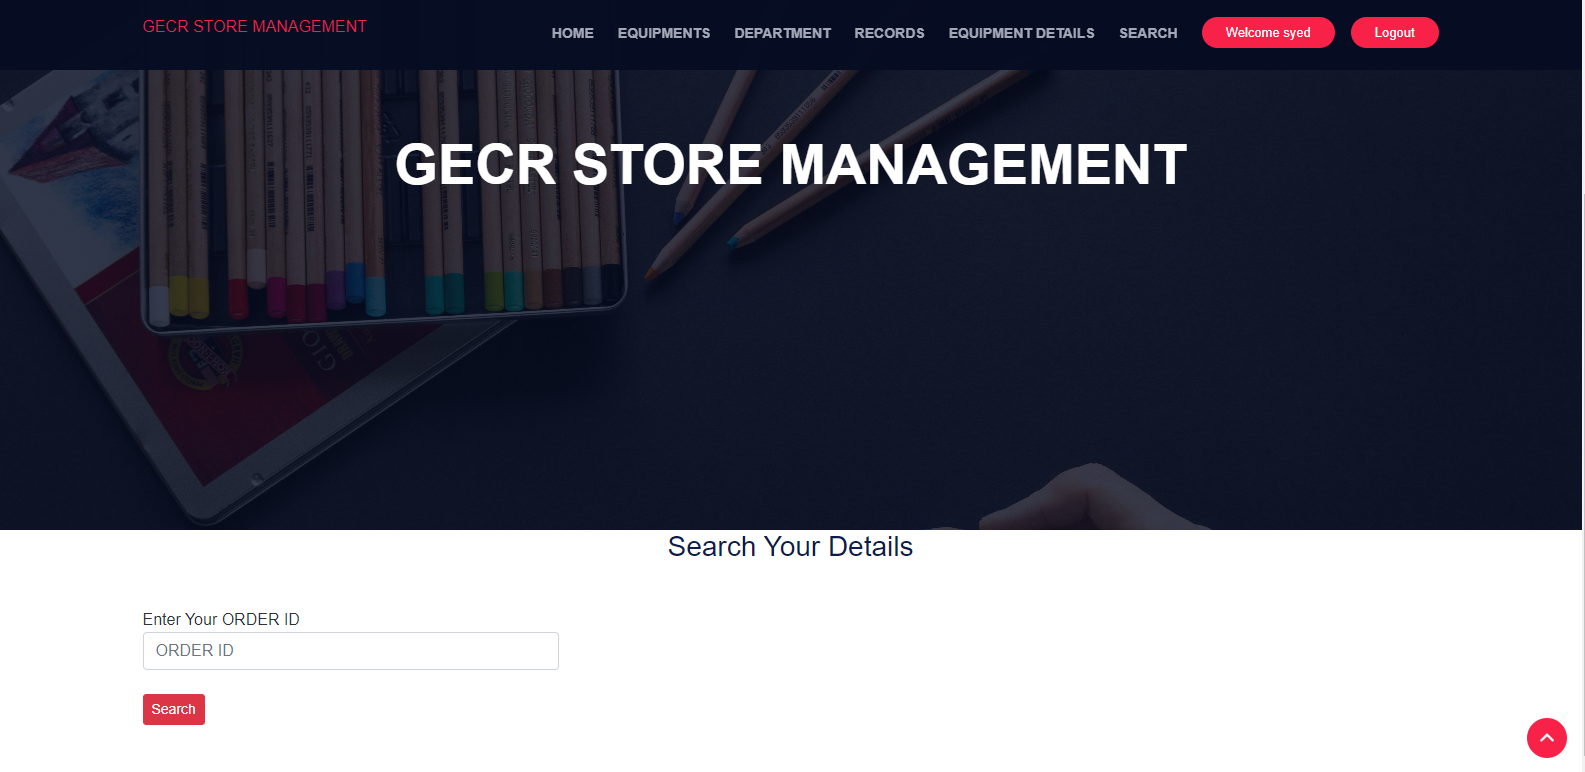 GECR STORE MANAGEMENT
HOME EQUIPMENTS DEPARTMENT RECORDS EQUIPMENT DETAILS SEARCH Welcome syed Logout
GECR STORE MANAGEMENT
Search Your Details
Enter Your ORDER ID
ORDER ID
Search